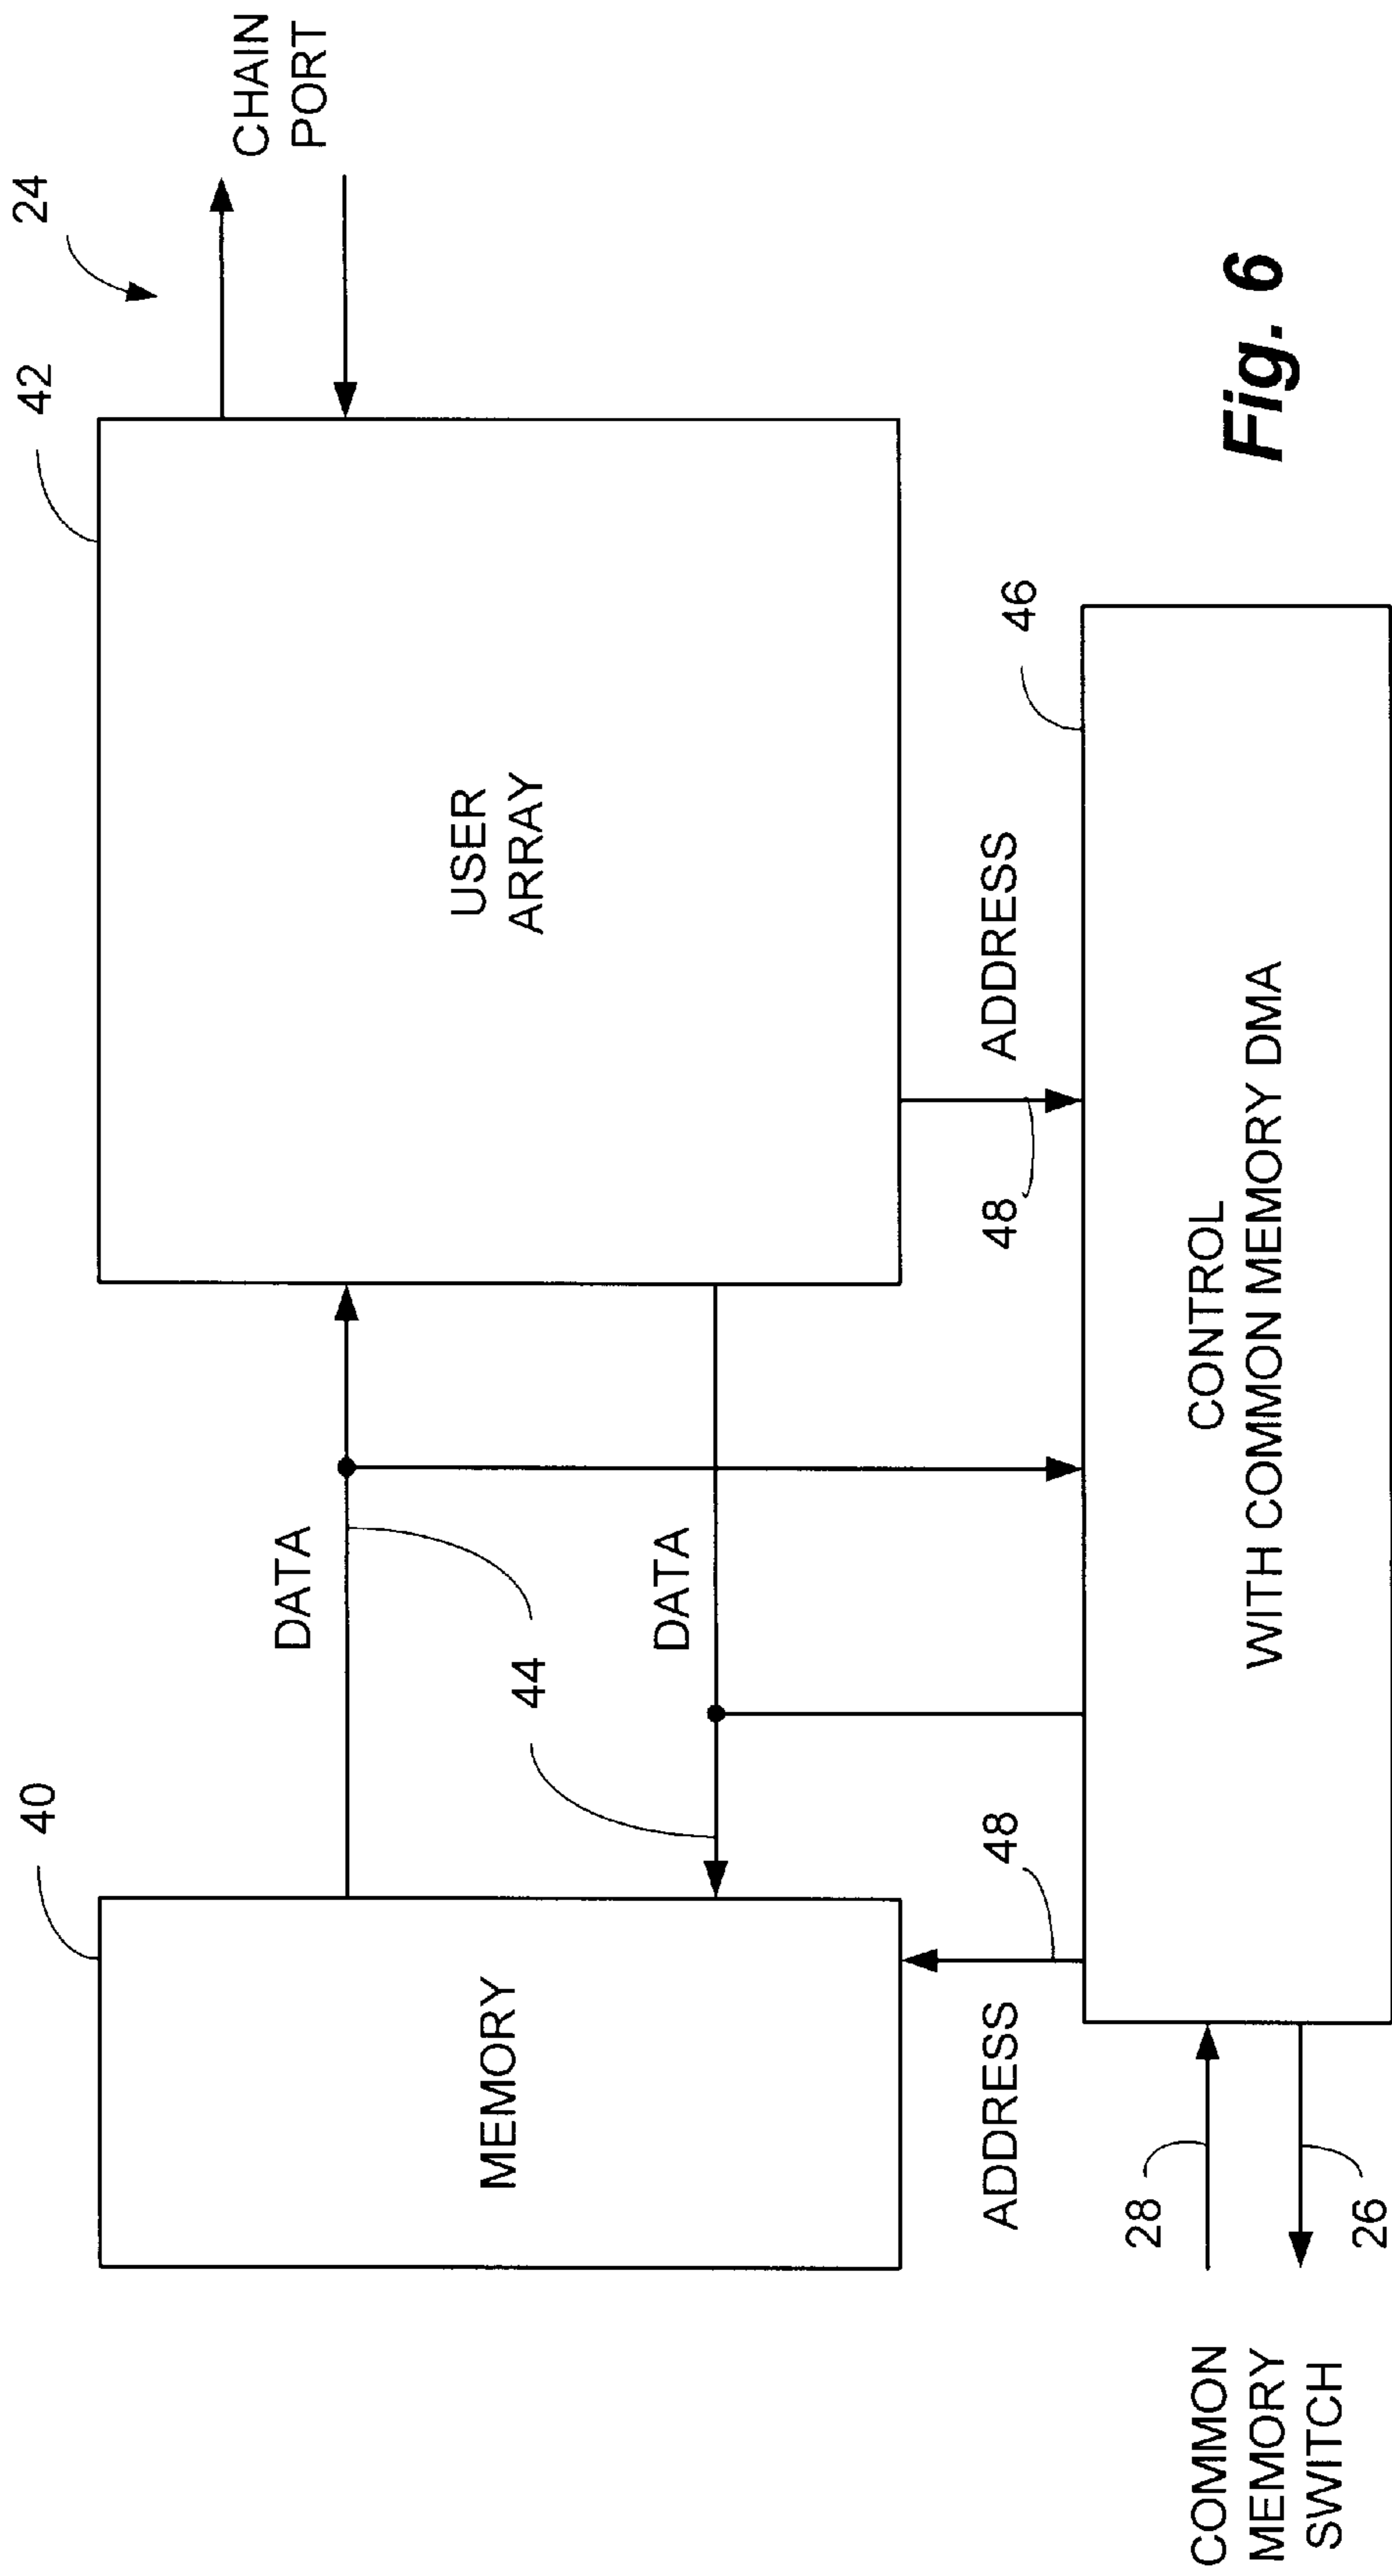 24
CHAIN
PORT
42
40
DATA
USER
ARRAY
MEMORY
44
DATA
48
ADDRESS
48
ADDRESS
46
28
26
COMMON
MEMORY
SWITCH
CONTROL
WITH COMMON MEMORY DMA
Fig. 6